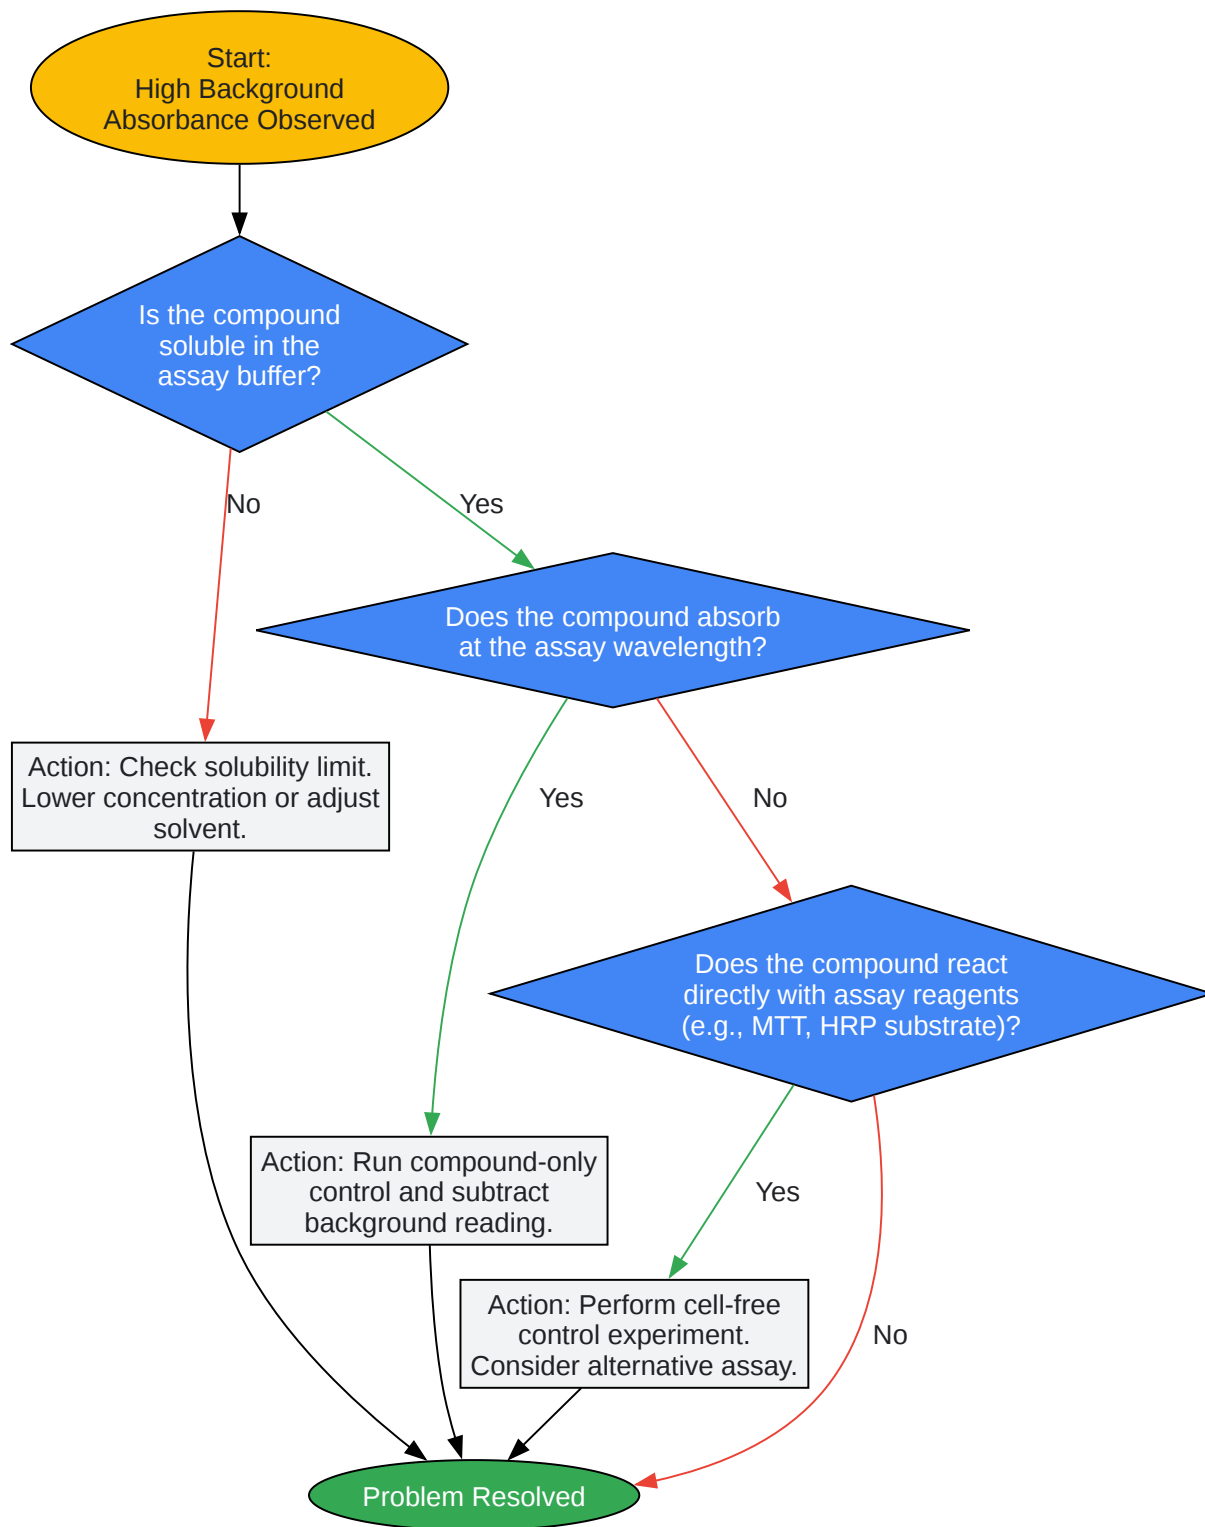 Start:
High Background
Absorbance Observed
Is the compound
soluble in the
assay buffer?
No
Yes
Does the compound absorb
at the assay wavelength?
Action: Check solubility limit.
Lower concentration or adjust
solvent.
Yes
No
Does the compound react
directly with assay reagents
(e.g., MTT, HRP substrate)?
Action: Run compound-only
control and subtract
background reading.
Yes
Action: Perform cell-free
control experiment.
Consider alternative assay.
No
Problem Resolved